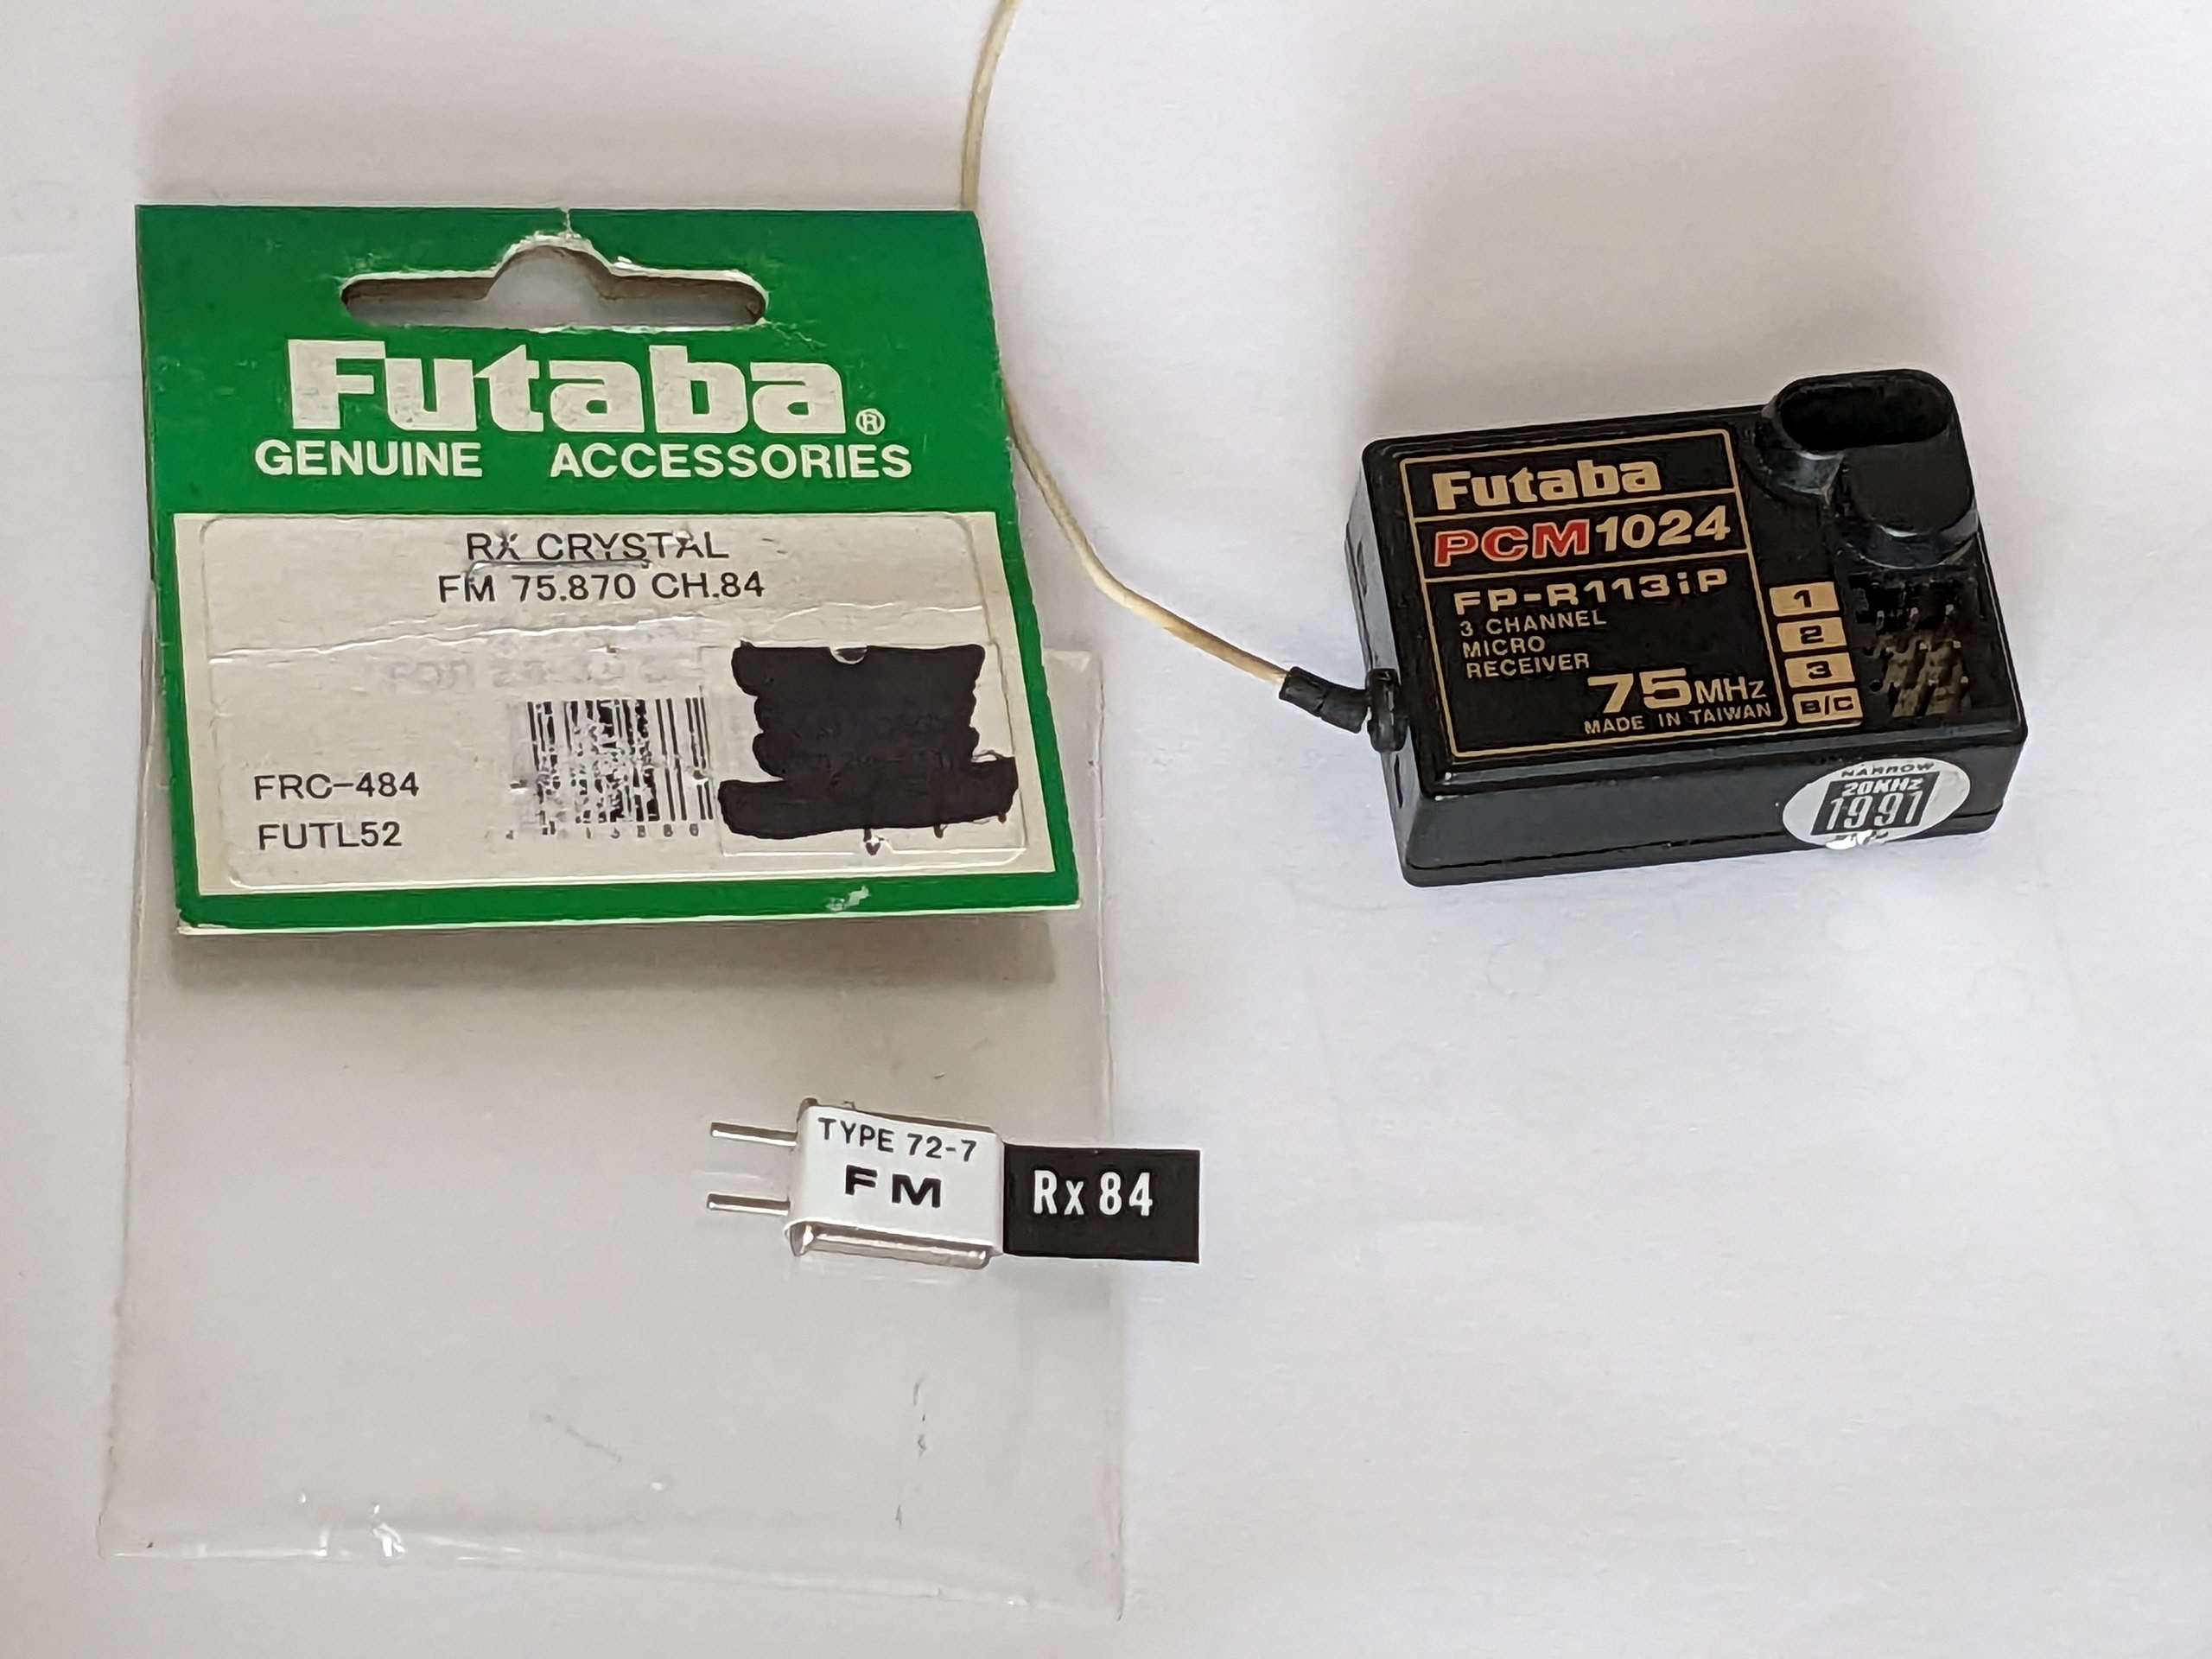 Futaba®
GENUINE ACCESSORIES
RX CRYSTAL
FM 75.870 CH.84
FRC-484
FUTL52
Futaba
PCM1024
FP-R113iP
3 CHANNEL
MICRO
RECEIVER
75MHz
MADE IN TAIWAN
1
2
3
B/C
NARROW
20KHz
1991
TYPE 72-7
FM
Rx 84